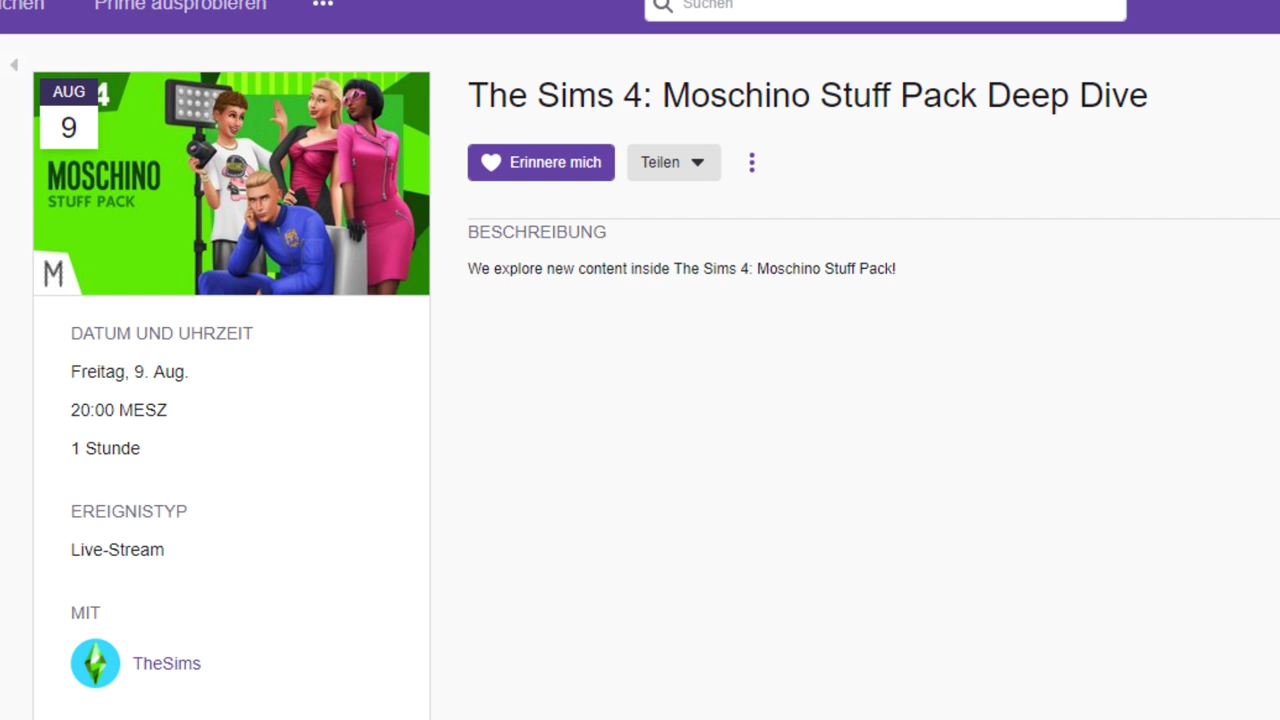 Prime ausprobieren
Suchen
AUG
9
4
MOSCHINO
STUFF PACK
M
The Sims 4: Moschino Stuff Pack Deep Dive
Erinnere mich
Teilen
BESCHREIBUNG
We explore new content inside The Sims 4: Moschino Stuff Pack!
DATUM UND UHRZEIT
Freitag, 9. Aug.
20:00 MESZ
1 Stunde
EREIGNISTYP
Live-Stream
MIT
TheSims